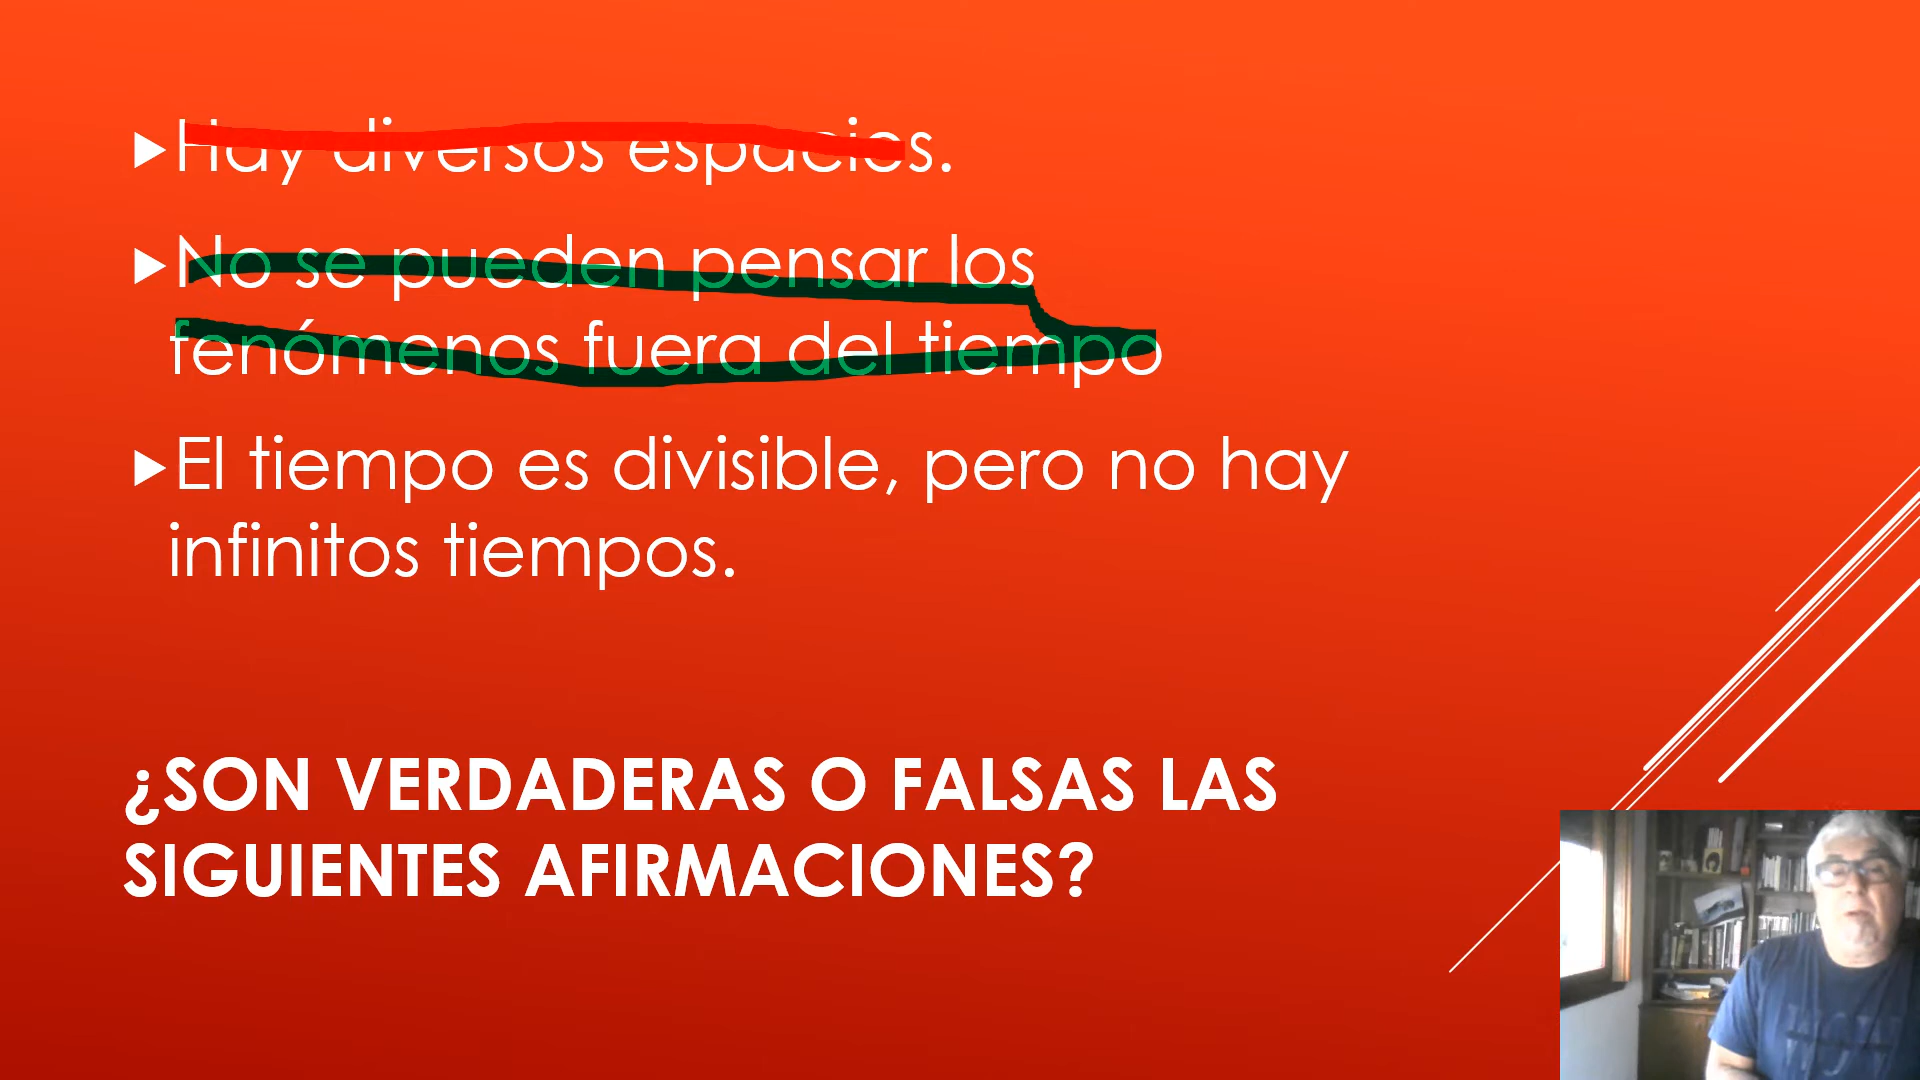 Hay diversos espacios.
No se pueden pensar los
fenómenos fuera del tiempo
El tiempo es divisible, pero no hay
infinitos tiempos.
¿SON VERDADERAS O FALSAS LAS
SIGUIENTES AFIRMACIONES?